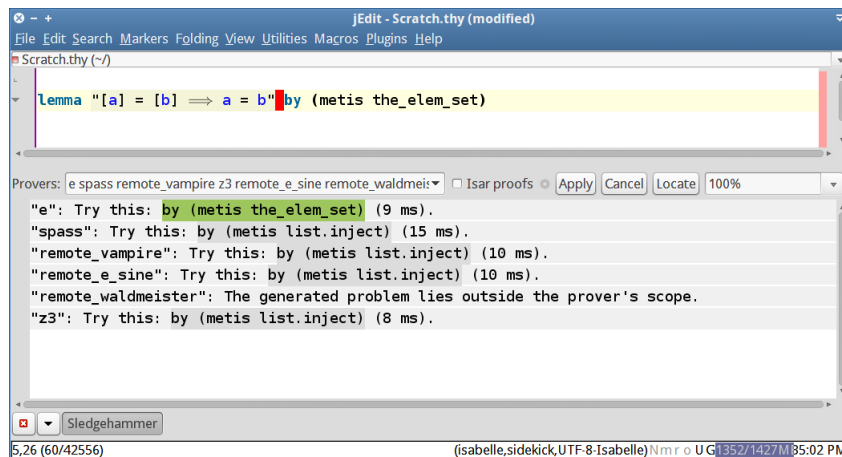 jEdit - Scratch.thy (modified)
File Edit Search Markers Folding View Utilities Macros Plugins Help
Scratch.thy (~/)
lemma "[a] = [b] ⟹ a = b" by (metis the_elem_set)
Provers: e spass remote_vampire z3 remote_e_sine remote_waldmeis Isar proofs Apply Cancel Locate 100%
"e": Try this: by (metis the_elem_set) (9 ms).
"spass": Try this: by (metis list.inject) (15 ms).
"remote_vampire": Try this: by (metis list.inject) (10 ms).
"remote_e_sine": Try this: by (metis list.inject) (10 ms).
"remote_waldmeister": The generated problem lies outside the prover's scope.
"z3": Try this: by (metis list.inject) (8 ms).
Sledgehammer
5,26 (60/42556) (isabelle,sidekick,UTF-8-Isabelle) N m r o U G 1352/1427M 35:02 PM